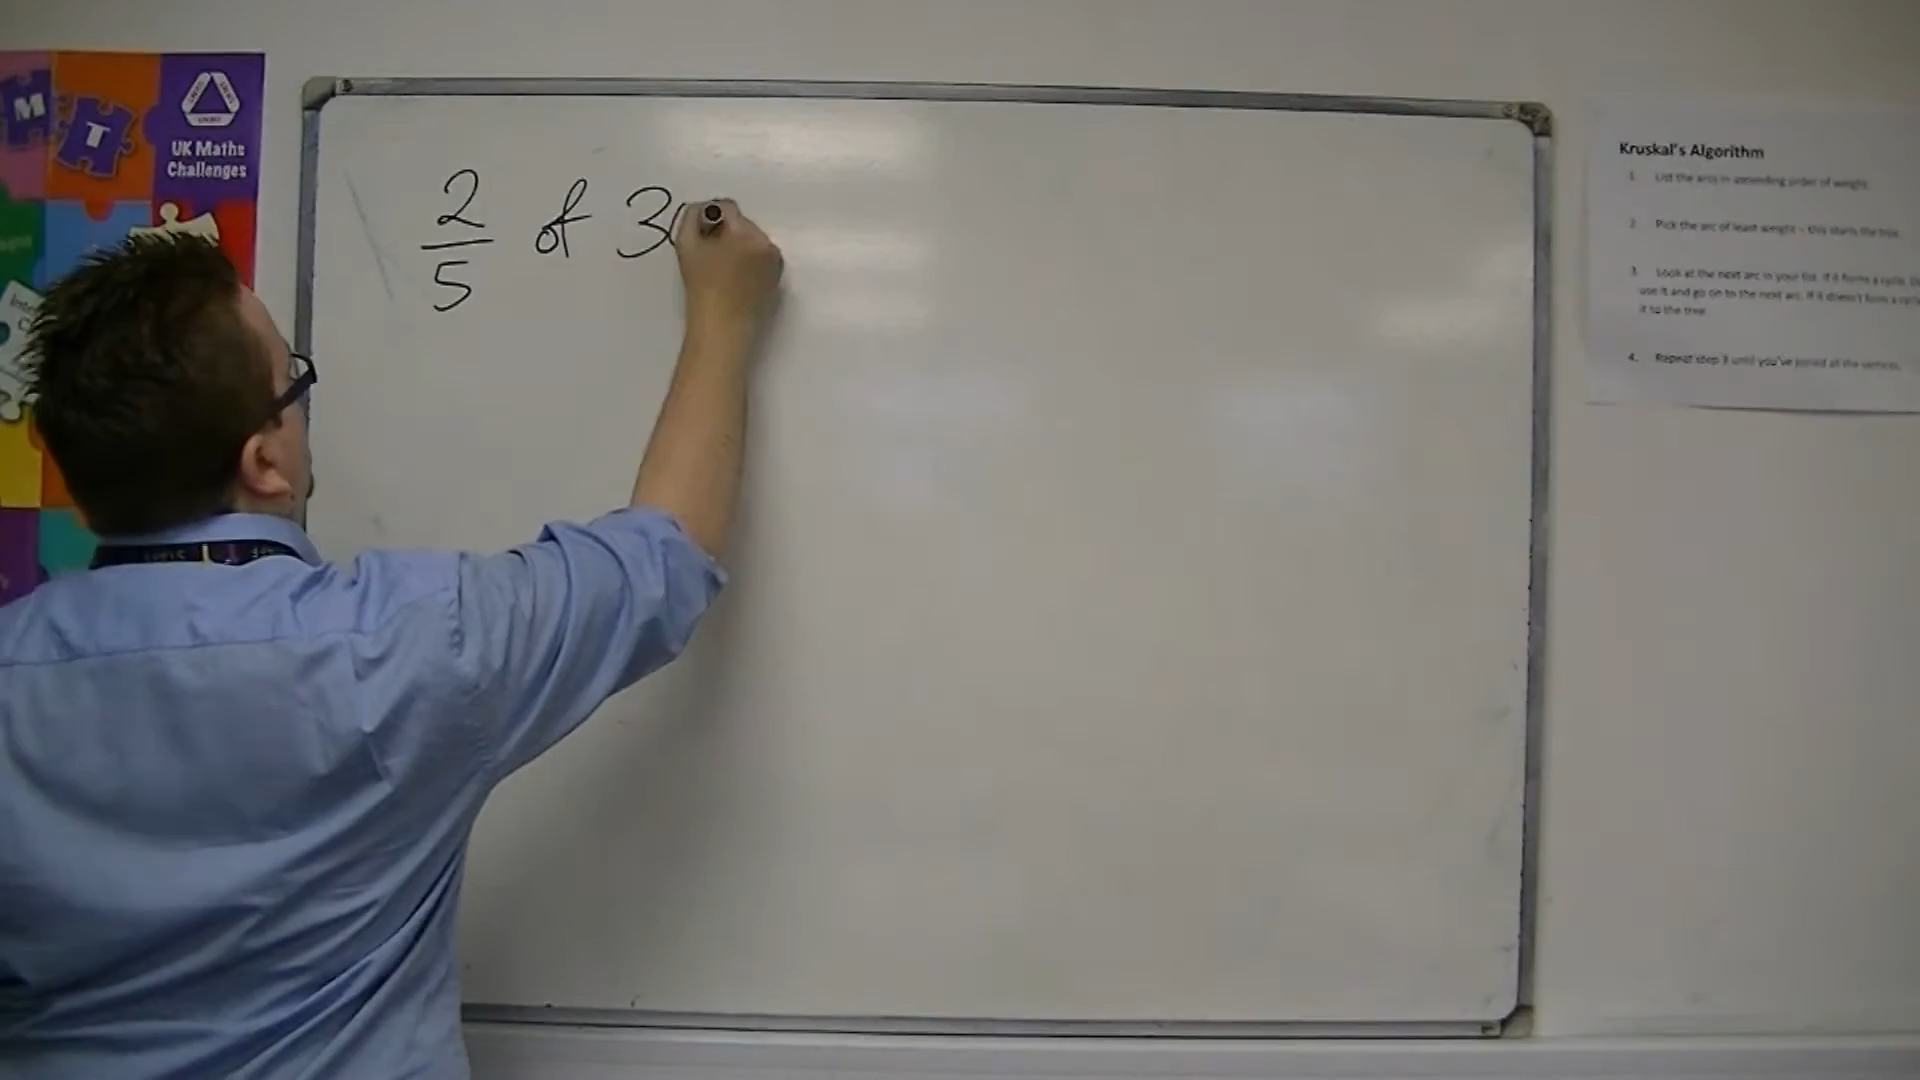 M
T
UK Maths
Challenges
2
5
of 3
Kruskal's Algorithm
1. List the arcs in ascending order of weight.
2. Pick the arc of least weight – this starts the tree.
3. Look at the next arc in your list. If it forms a cycle,
use it and go on to the next arc. If it doesn't form a cycle
it to the tree.
4. Repeat step 3 until you've joined all the vertices.